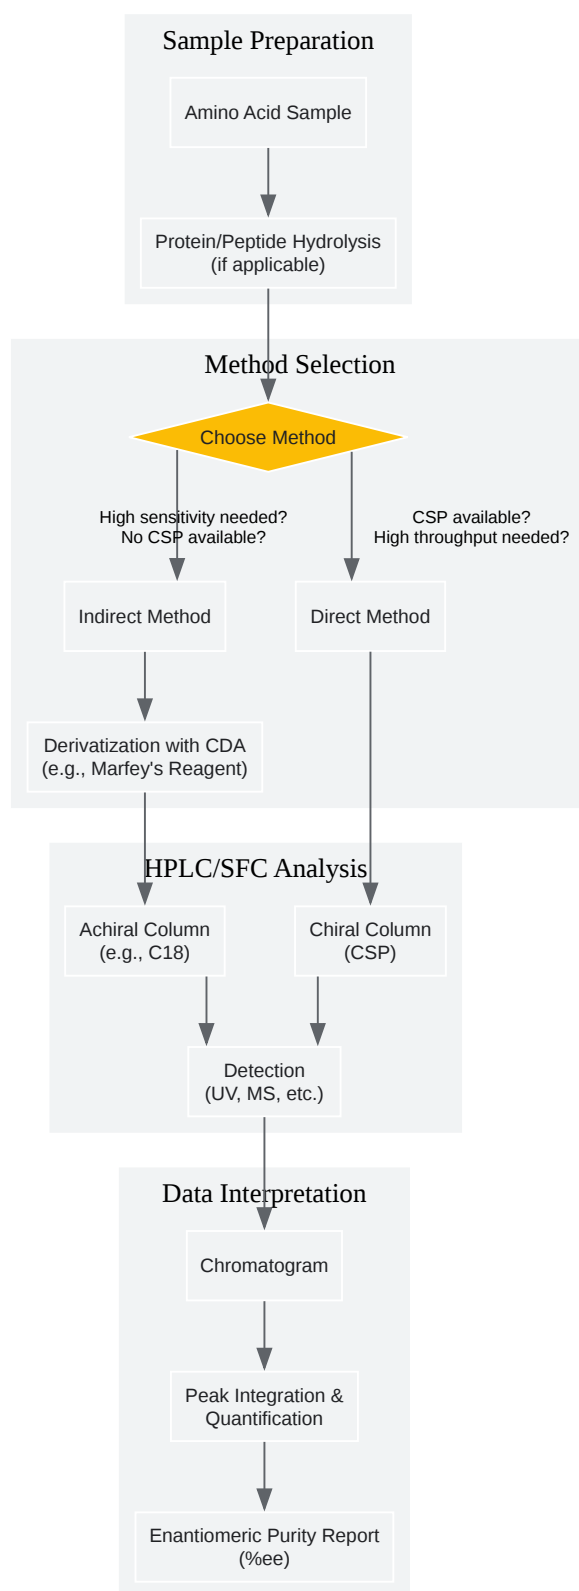 Sample Preparation
Amino Acid Sample
Protein/Peptide Hydrolysis
(if applicable)
Method Selection
Choose Method
High sensitivity needed?
No CSP available?
CSP available?
High throughput needed?
Indirect Method
Direct Method
Derivatization with CDA
(e.g., Marfey's Reagent)
HPLC/SFC Analysis
Achiral Column
(e.g., C18)
Chiral Column
(CSP)
Detection
(UV, MS, etc.)
Data Interpretation
Chromatogram
Peak Integration &
Quantification
Enantiomeric Purity Report
(%ee)